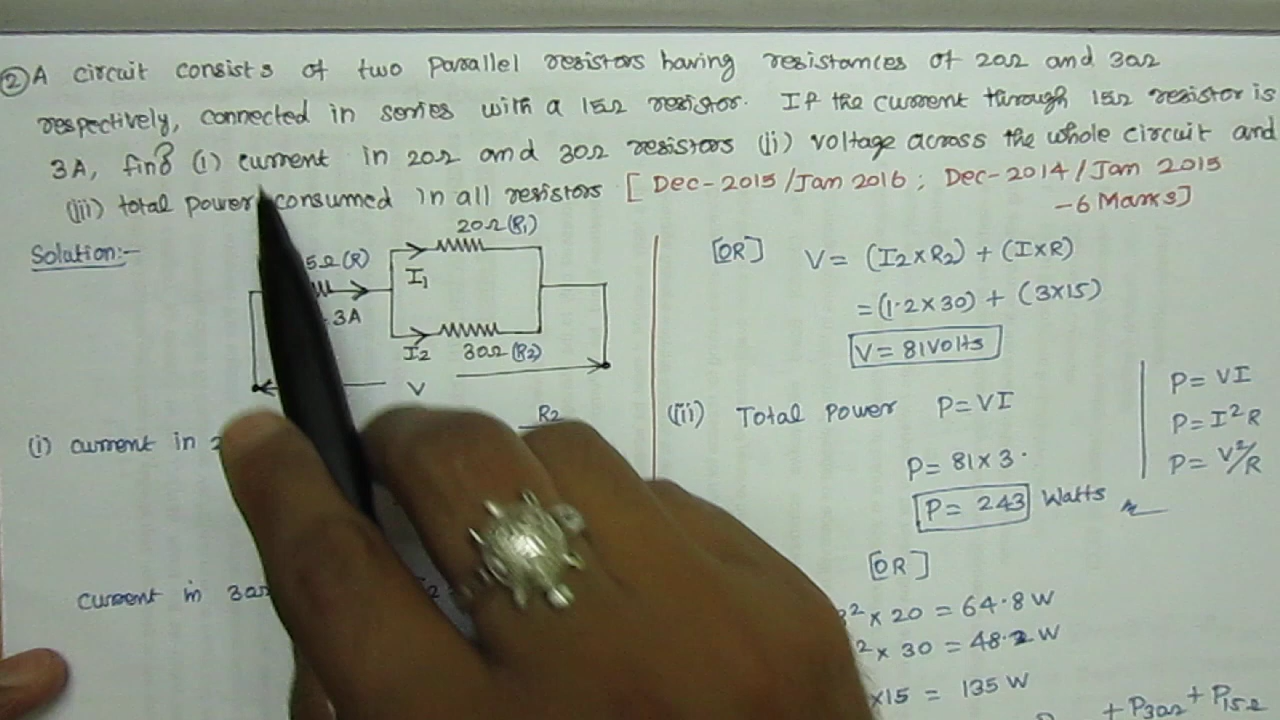 ② A circuit consists of two parallel resistors having resistances of 20Ω and 30Ω
respectively, connected in series with a 15Ω resistor. If the current through 15Ω resistor is
3A, find (i) current in 20Ω and 30Ω resistors (ii) voltage across the whole circuit and
(iii) total power consumed in all resistors [Dec-2015/Jan 2016; Dec-2014/Jan 2015
-6 Marks]
Solution:-
20Ω(R1)
5Ω(R)
I1
3A
I2
30Ω(R2)
V
(i) current in 2
R2
current in 30Ω
[OR] V = (I2×R2) + (I×R)
= (1.2×30) + (3×15)
V = 81Volts
(iii) Total Power P=VI
P= 81×3.
P= 243 Watts
P= VI
P= I²R
P= V²/R
[OR]
² × 20 = 64.8 W
² × 30 = 48.2 W
×15 = 135 W
+ P30Ω + P15Ω